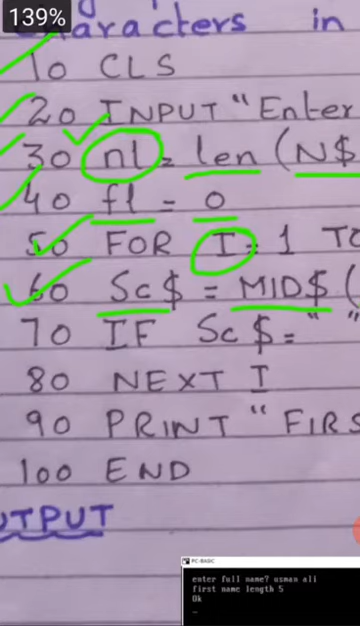 139%
characters in
10 CLS
20 INPUT "Enter
30 nl = len (N$
40 fl = 0
50 FOR I = 1 TO
60 Sc$ = MID$ (
70 IF Sc $ = " "
80 NEXT I
90 PRINT "FIRS
100 END
OUTPUT
PC-BASIC
enter full name? usman ali
first name length 5
Ok